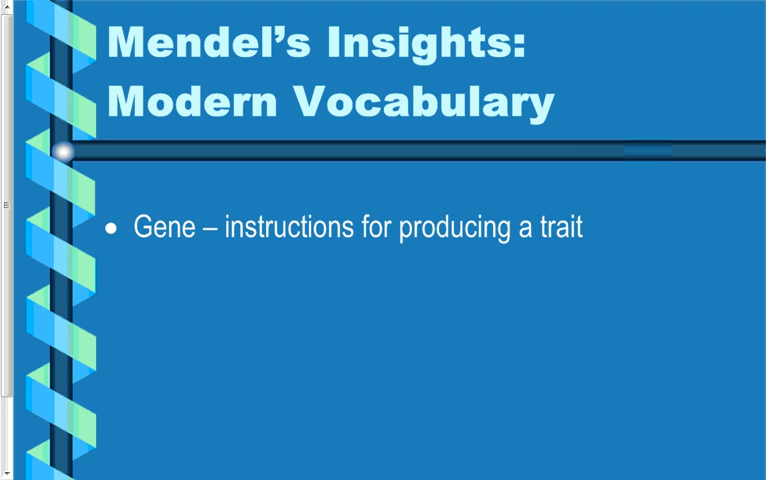 Mendel’s Insights:
Modern Vocabulary
• Gene – instructions for producing a trait